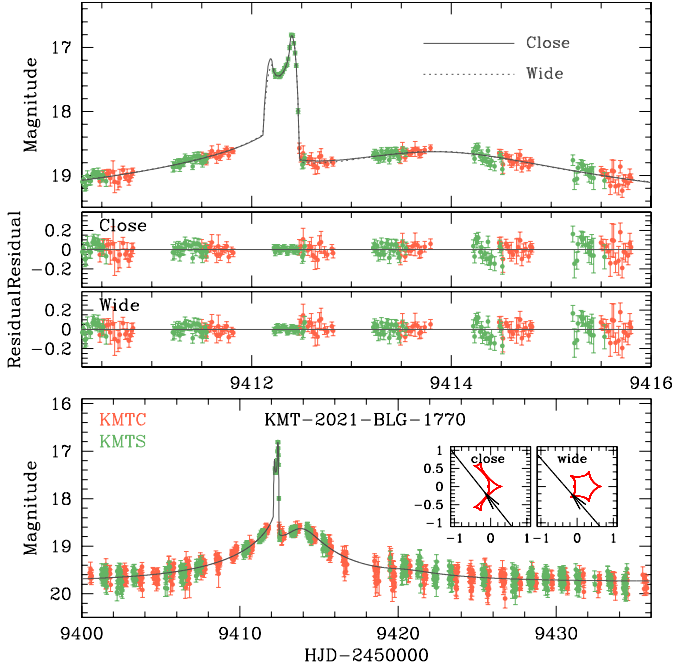 17
18
19
Magnitude
Close
Wide
Close
0.2
0
−0.2
Residual
Wide
0.2
0
−0.2
Residual
9412
9414
9416
16
17
18
19
20
Magnitude
KMTC
KMTS
KMT−2021−BLG−1770
close
1
0.5
0
−0.5
−1
−1
0
1
wide
−1
0
1
9400
9410
9420
9430
HJD−2450000